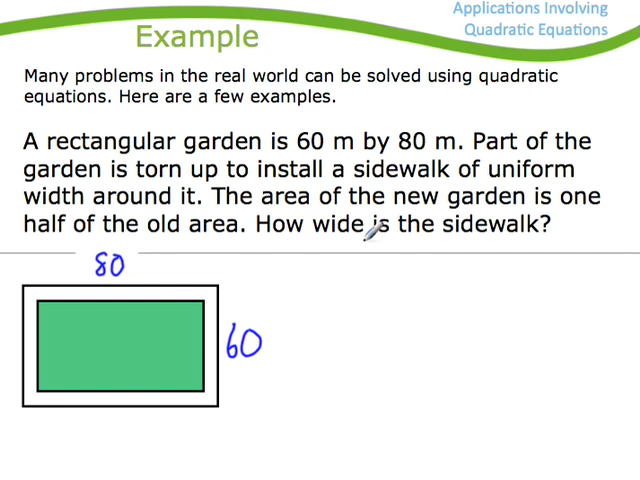 Applications Involving
Quadratic Equations
Example
Many problems in the real world can be solved using quadratic
equations. Here are a few examples.
A rectangular garden is 60 m by 80 m. Part of the
garden is torn up to install a sidewalk of uniform
width around it. The area of the new garden is one
half of the old area. How wide is the sidewalk?
80
60